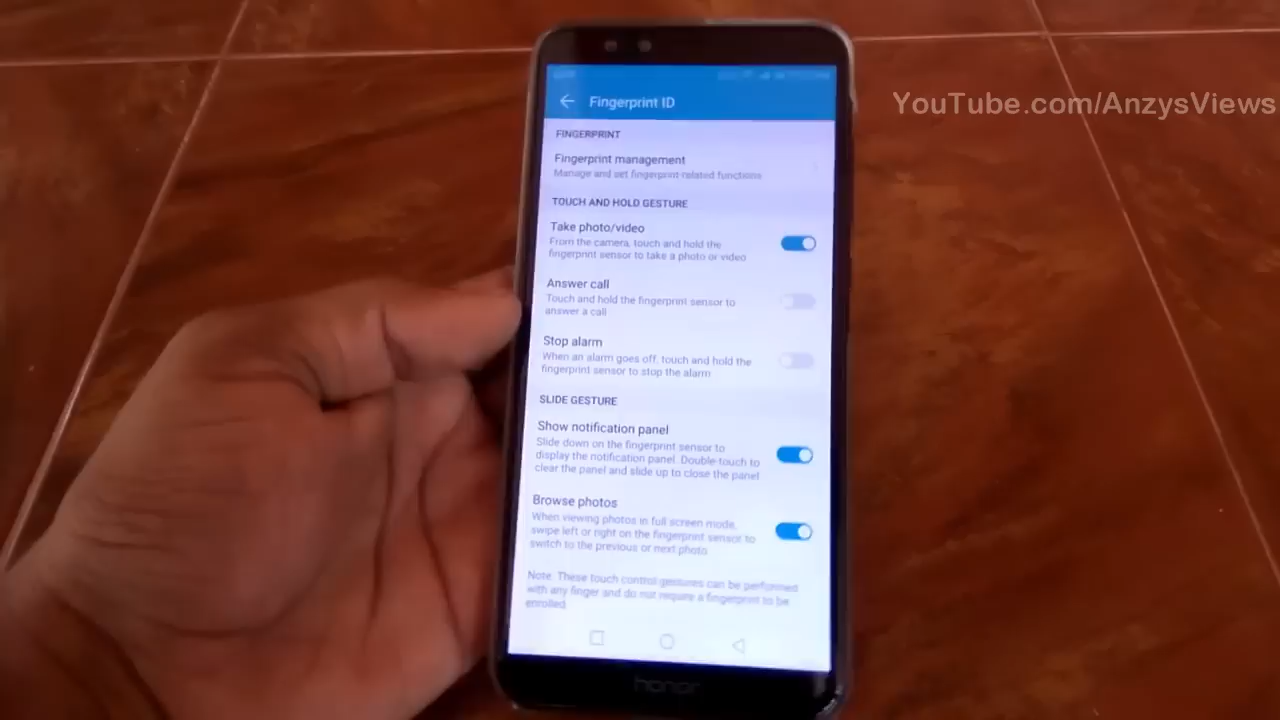 YouTube.com/AnzysViews
Fingerprint ID
FINGERPRINT
Fingerprint management
Manage and set fingerprint-related functions
TOUCH AND HOLD GESTURE
Take photo/video
From the camera, touch and hold the
fingerprint sensor to take a photo or video
Answer call
Touch and hold the fingerprint sensor to
answer a call
Stop alarm
When an alarm goes off, touch and hold the
fingerprint sensor to stop the alarm
SLIDE GESTURE
Show notification panel
Slide down on the fingerprint sensor to
display the notification panel. Double-touch to
clear the panel and slide up to close the panel
Browse photos
When viewing photos in full screen mode,
swipe left or right on the fingerprint sensor to
switch to the previous or next photo
Note: These touch control gestures can be performed
with any finger and do not require a fingerprint to be
enrolled.
honor